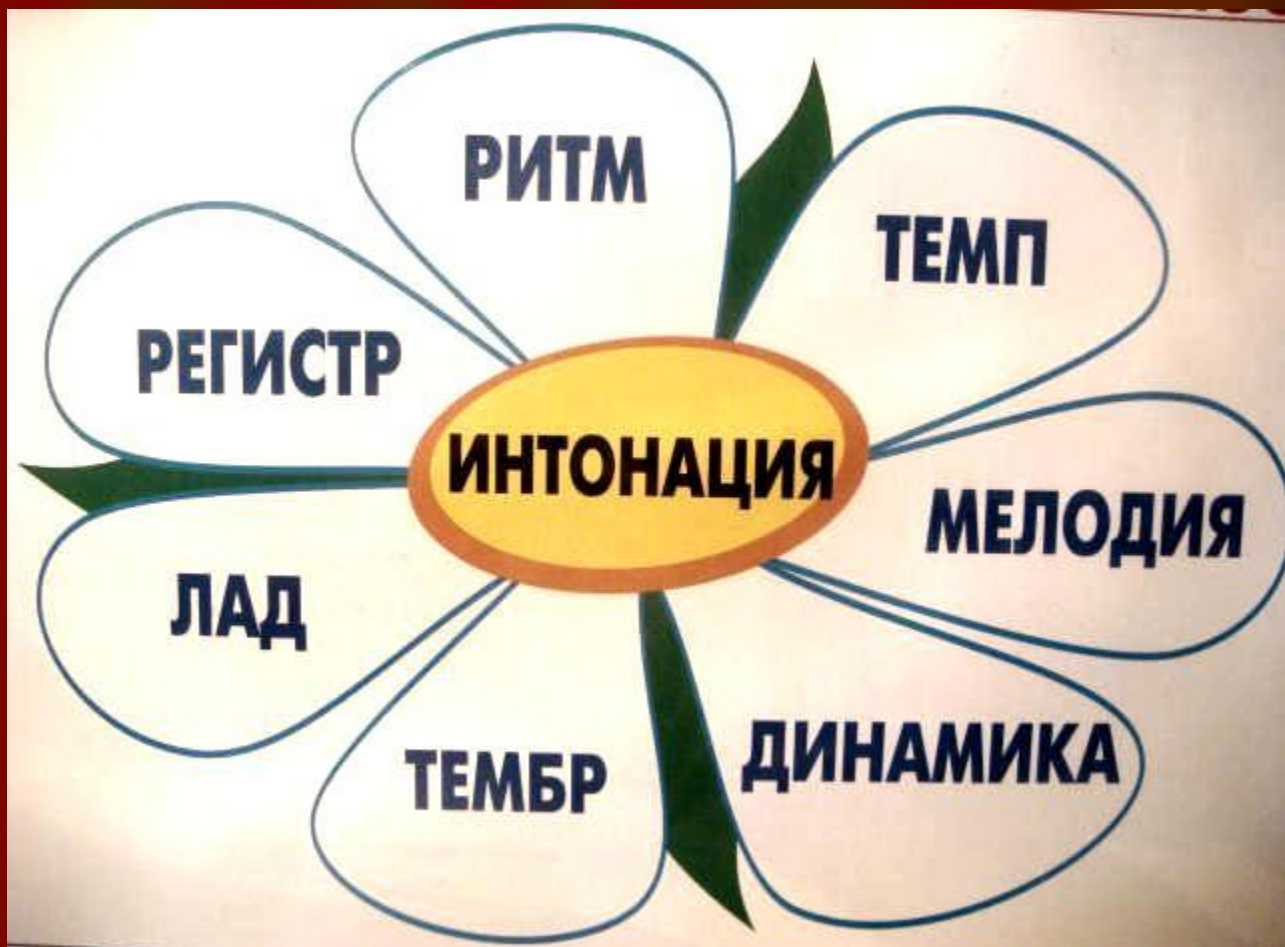 РИТМ
ТЕМП
РЕГИСТР
ИНТОНАЦИЯ
МЕЛОДИЯ
ЛАД
ДИНАМИКА
ТЕМБР